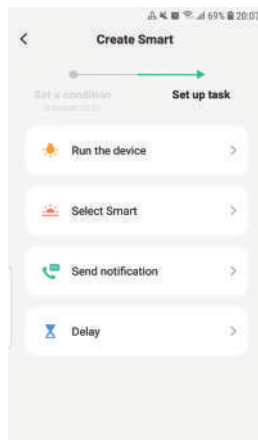 69% 20:07
Create Smart
Set a condition
Set up task
Run the device
Select Smart
Send notification
Delay